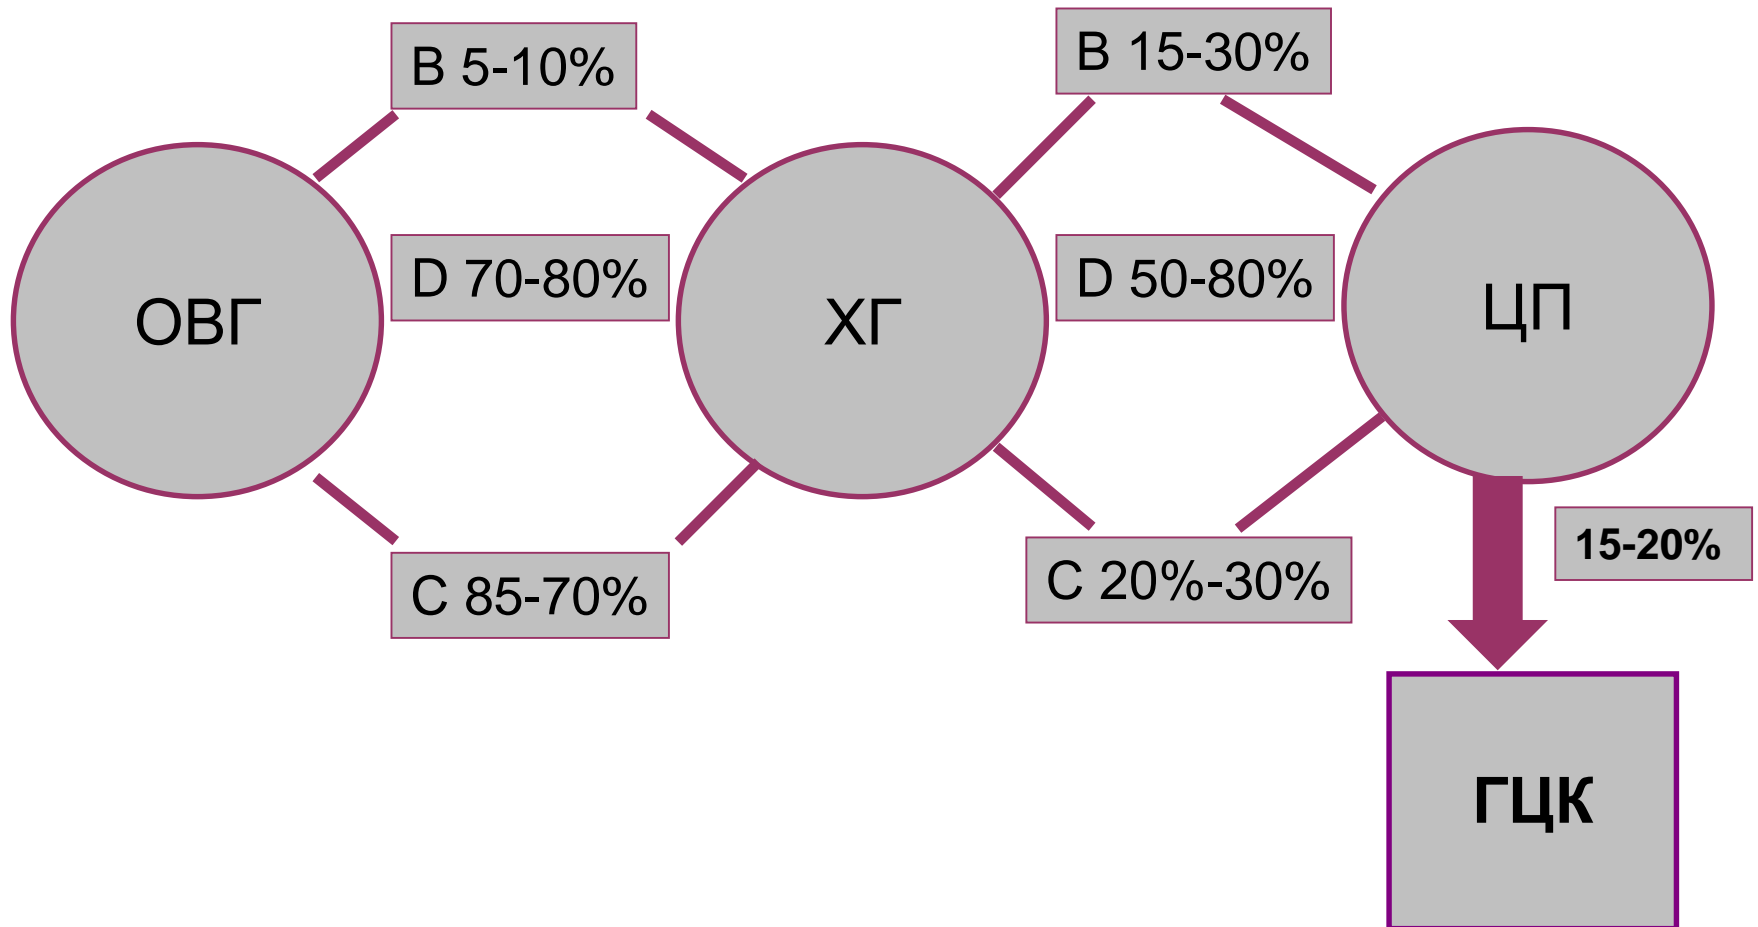 В 5-10%
В 15-30%
ОВГ
D 70-80%
ХГ
D 50-80%
ЦП
С 85-70%
С 20%-30%
15-20%
ГЦК